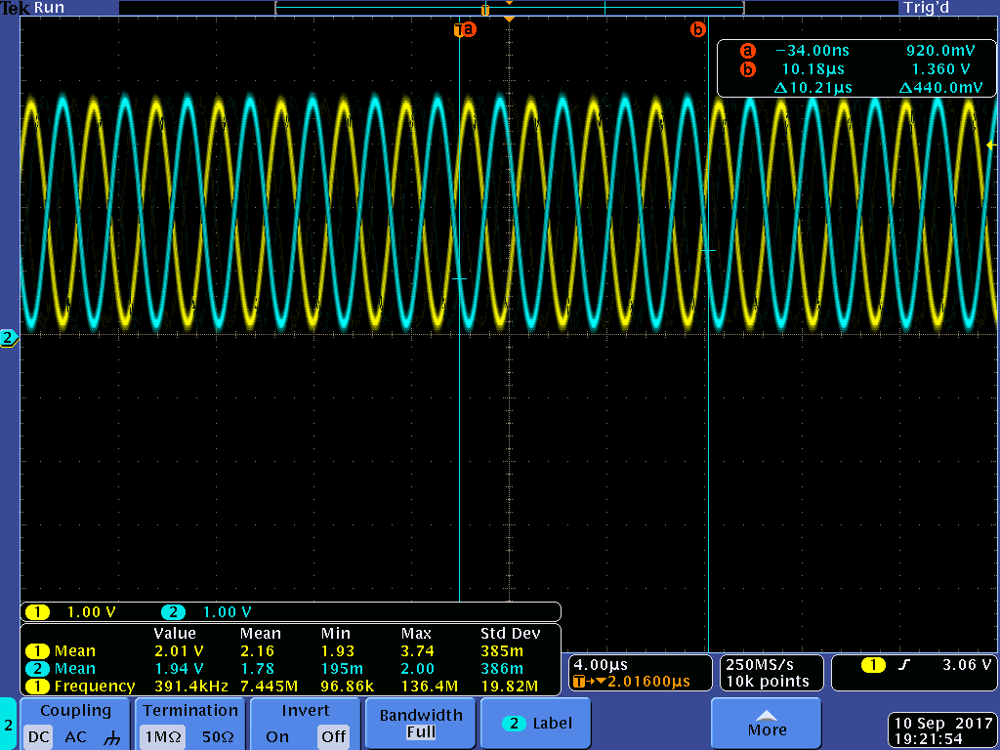 Tek Run Trig'd
T a b
a −34.00ns 920.0mV
b 10.18µs 1.360 V
Δ10.21µs Δ440.0mV
2
1 1.00 V 2 1.00 V
Value Mean Min Max Std Dev
1 Mean 2.01 V 2.16 1.93 3.74 385m
2 Mean 1.94 V 1.78 195m 2.00 386m
1 Frequency 391.4kHz 7.445M 96.86k 136.4M 19.82M
4.00µs
T→▼2.01600µs
250MS/s
10k points
1 3.06 V
2
Coupling
DC AC
Termination
1MΩ 50Ω
Invert
On Off
Bandwidth
Full
2 Label
More
10 Sep 2017
19:21:54